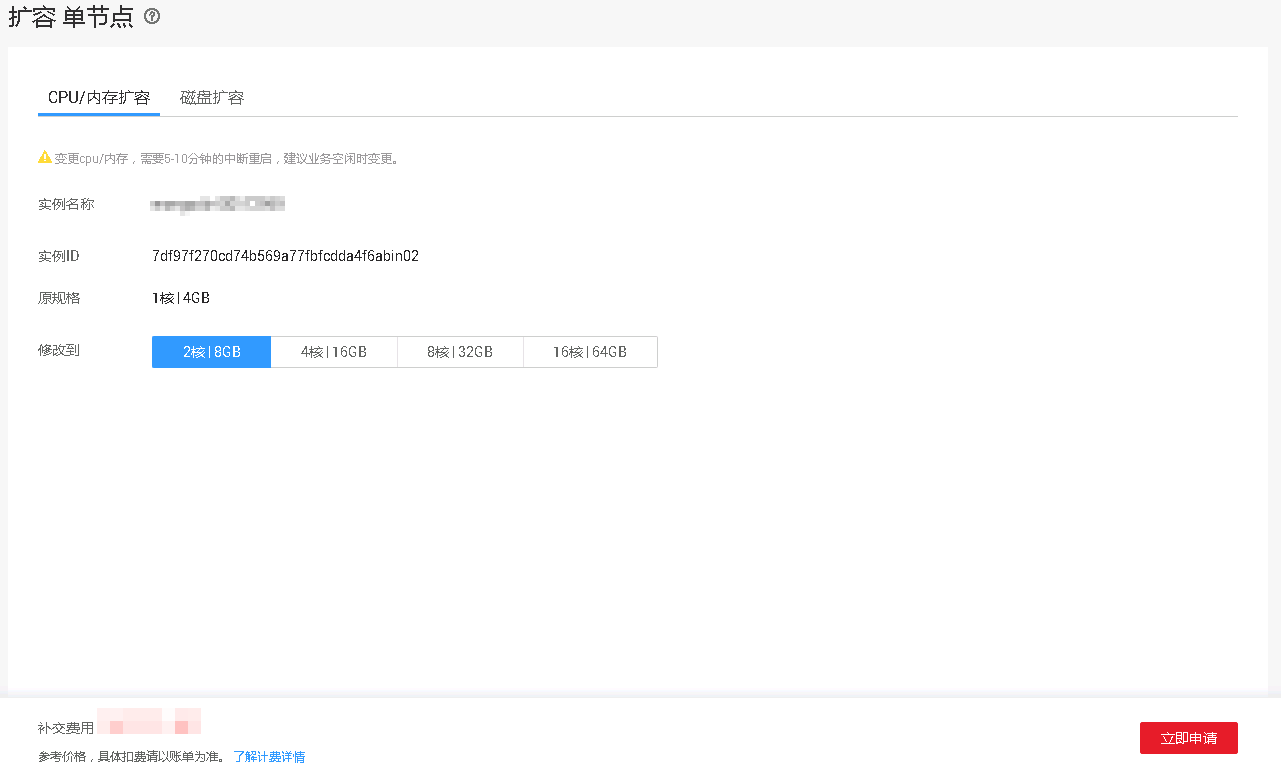 扩容 单节点
CPU/内存扩容 磁盘扩容
变更cpu/内存，需要5-10分钟的中断重启，建议业务空闲时变更。
实例名称
实例ID 7df97f270cd74b569a77fbfcdda4f6abin02
原规格 1核 | 4GB
修改到 2核 | 8GB 4核 | 16GB 8核 | 32GB 16核 | 64GB
补交费用
参考价格，具体扣费请以账单为准。 了解计费详情
立即申请